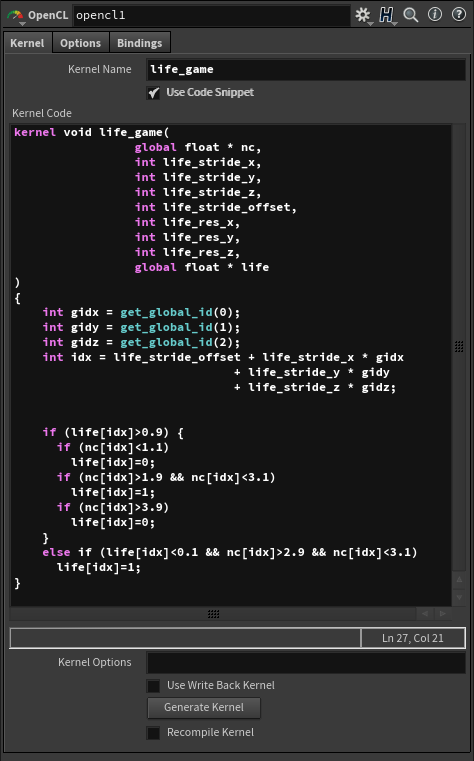 OpenCL opencl1
Kernel Options Bindings
Kernel Name life_game
Use Code Snippet
Kernel Code
kernel void life_game(
                 global float * nc,
                 int life_stride_x,
                 int life_stride_y,
                 int life_stride_z,
                 int life_stride_offset,
                 int life_res_x,
                 int life_res_y,
                 int life_res_z,
                 global float * life
)
{
    int gidx = get_global_id(0);
    int gidy = get_global_id(1);
    int gidz = get_global_id(2);
    int idx = life_stride_offset + life_stride_x * gidx
                               + life_stride_y * gidy
                               + life_stride_z * gidz;
    if (life[idx]>0.9) {
      if (nc[idx]<1.1)
        life[idx]=0;
      if (nc[idx]>1.9 && nc[idx]<3.1)
        life[idx]=1;
      if (nc[idx]>3.9)
        life[idx]=0;
    }
    else if (life[idx]<0.1 && nc[idx]>2.9 && nc[idx]<3.1)
      life[idx]=1;
}
Ln 27, Col 21
Kernel Options
Use Write Back Kernel
Generate Kernel
Recompile Kernel